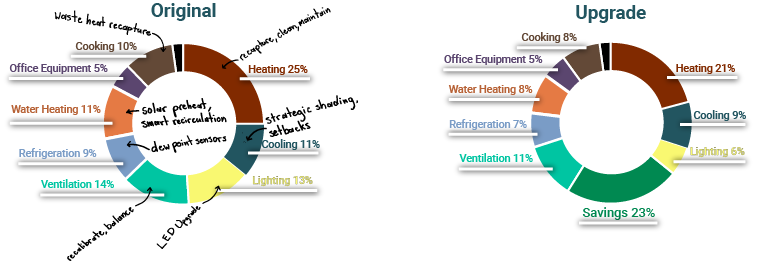 Original
Upgrade
Waste heat recapture
recapture, clean, maintain
Cooking 10%
Heating 25%
Office Equipment 5%
Water Heating 11%
solar preheat,
smart recirculation
strategic shading,
setbacks
Cooling 11%
dew point sensors
Refrigeration 9%
Ventilation 14%
Lighting 13%
recalibrate, balance
LED Upgrade
Cooking 8%
Office Equipment 5%
Heating 21%
Water Heating 8%
Cooling 9%
Refrigeration 7%
Lighting 6%
Ventilation 11%
Savings 23%